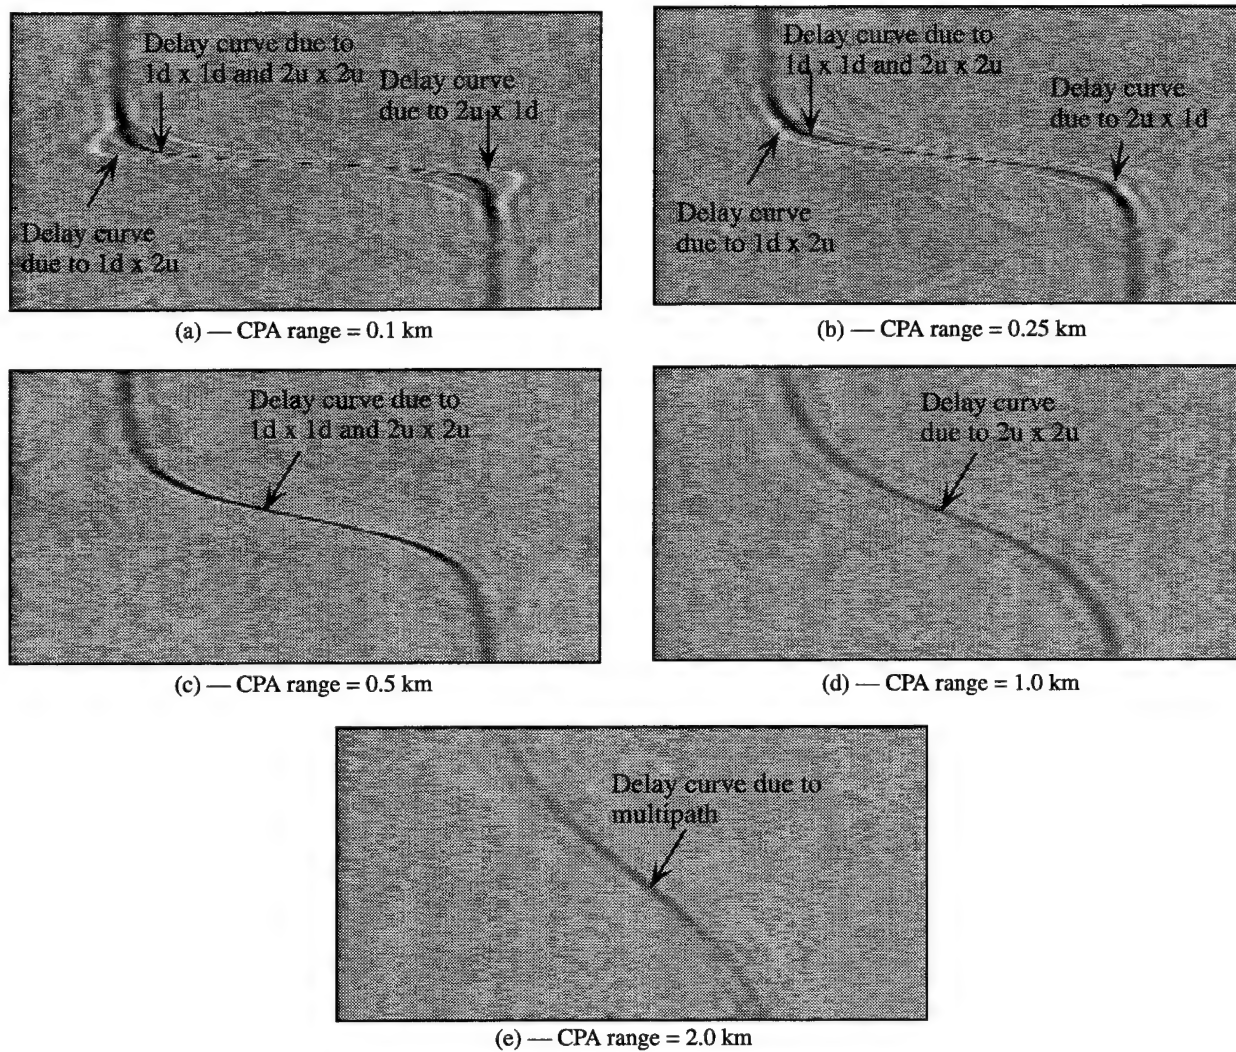 Delay curve due to
1d x 1d and 2u x 2u
Delay curve
due to 2u x 1d
Delay curve
due to 1d x 2u
(a) — CPA range = 0.1 km
Delay curve due to
1d x 1d and 2u x 2u
Delay curve
due to 2u x 1d
Delay curve
due to 1d x 2u
(b) — CPA range = 0.25 km
Delay curve due to
1d x 1d and 2u x 2u
(c) — CPA range = 0.5 km
Delay curve
due to 2u x 2u
(d) — CPA range = 1.0 km
Delay curve due to
multipath
(e) — CPA range = 2.0 km